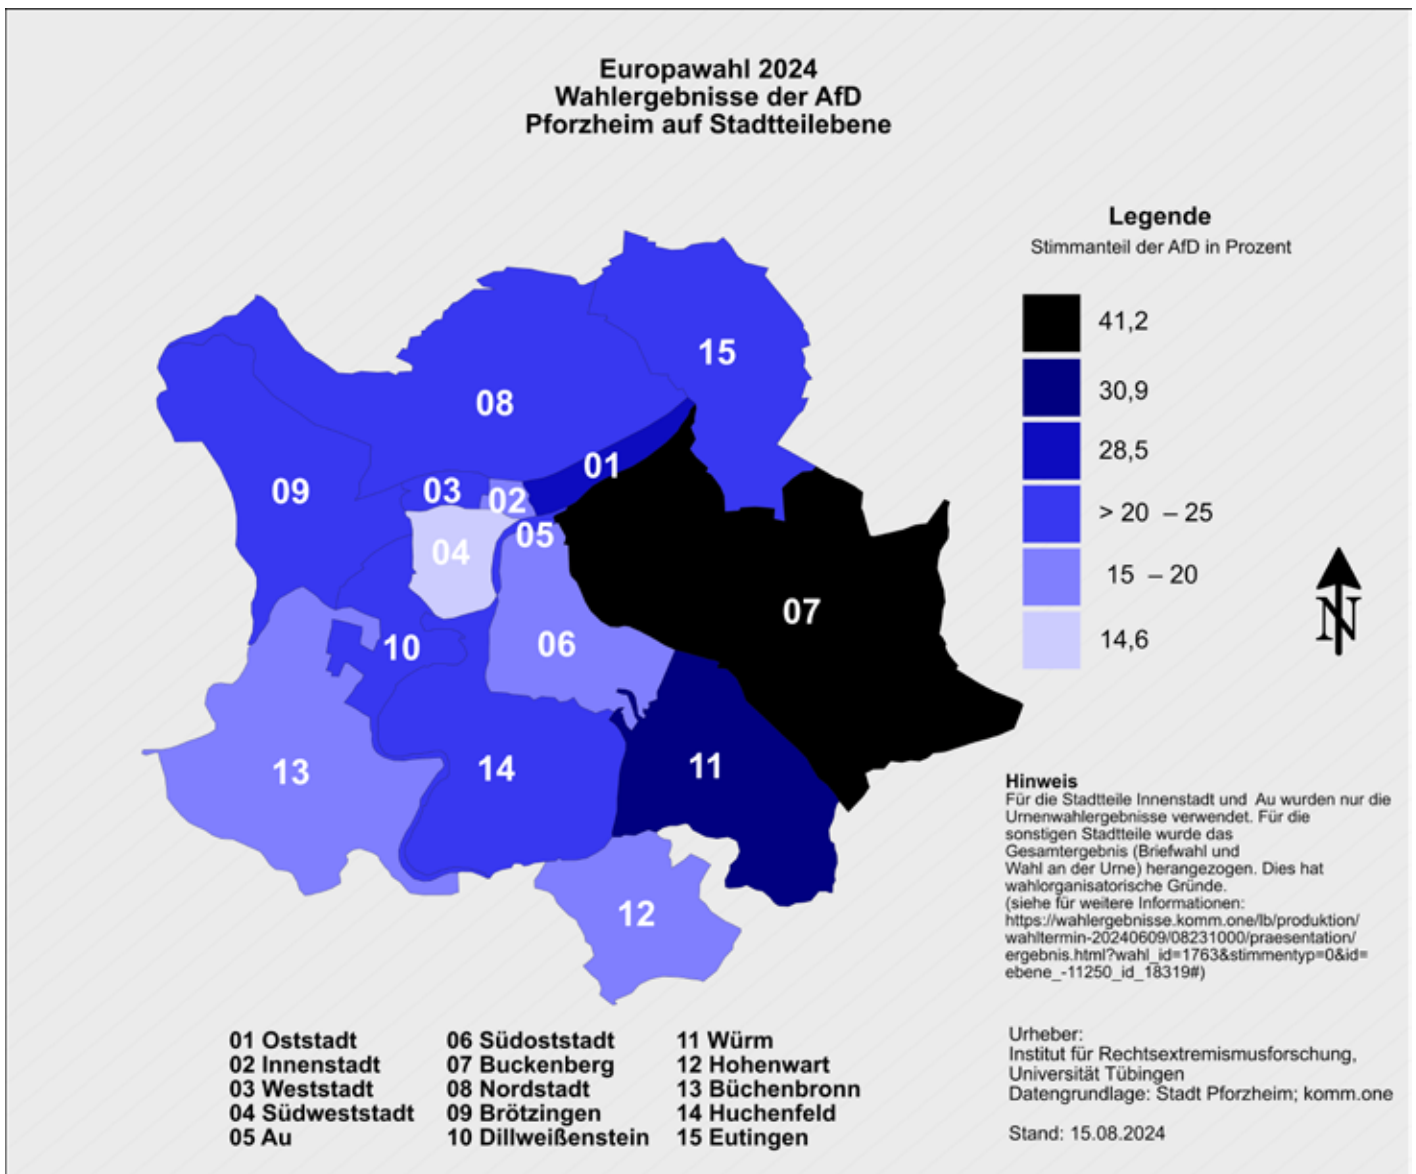 Europawahl 2024
Wahlergebnisse der AfD
Pforzheim auf Stadtteilebene
Legende
Stimmanteil der AfD in Prozent
41,2
30,9
28,5
> 20 – 25
15 – 20
14,6
15
08
01
09
03
02
05
04
07
06
10
14
11
13
12
N
Hinweis
Für die Stadtteile Innenstadt und Au wurden nur die
Urnenwahlergebnisse verwendet. Für die
sonstigen Stadtteile wurde das
Gesamtergebnis (Briefwahl und
Wahl an der Urne) herangezogen. Dies hat
wahlorganisatorische Gründe.
(siehe für weitere Informationen:
https://wahlergebnisse.komm.one/lb/produktion/
wahltermin-20240609/08231000/praesentation/
ergebnis.html?wahl_id=1763&stimmentyp=0&id=
ebene_-11250_id_18319#)
01 Oststadt
02 Innenstadt
03 Weststadt
04 Südweststadt
05 Au
06 Südoststadt
07 Buckenberg
08 Nordstadt
09 Brötzingen
10 Dillweißenstein
11 Würm
12 Hohenwart
13 Büchenbronn
14 Huchenfeld
15 Eutingen
Urheber:
Institut für Rechtsextremismusforschung,
Universität Tübingen
Datengrundlage: Stadt Pforzheim; komm.one
Stand: 15.08.2024